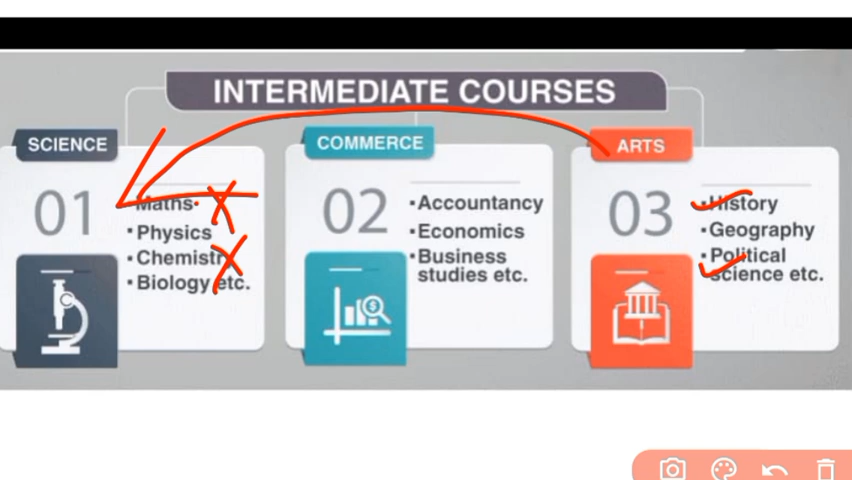 INTERMEDIATE COURSES
SCIENCE
01
Maths
Physics
Chemistry
Biology etc.
COMMERCE
02
Accountancy
Economics
Business
studies etc.
ARTS
03
History
Geography
Political
science etc.